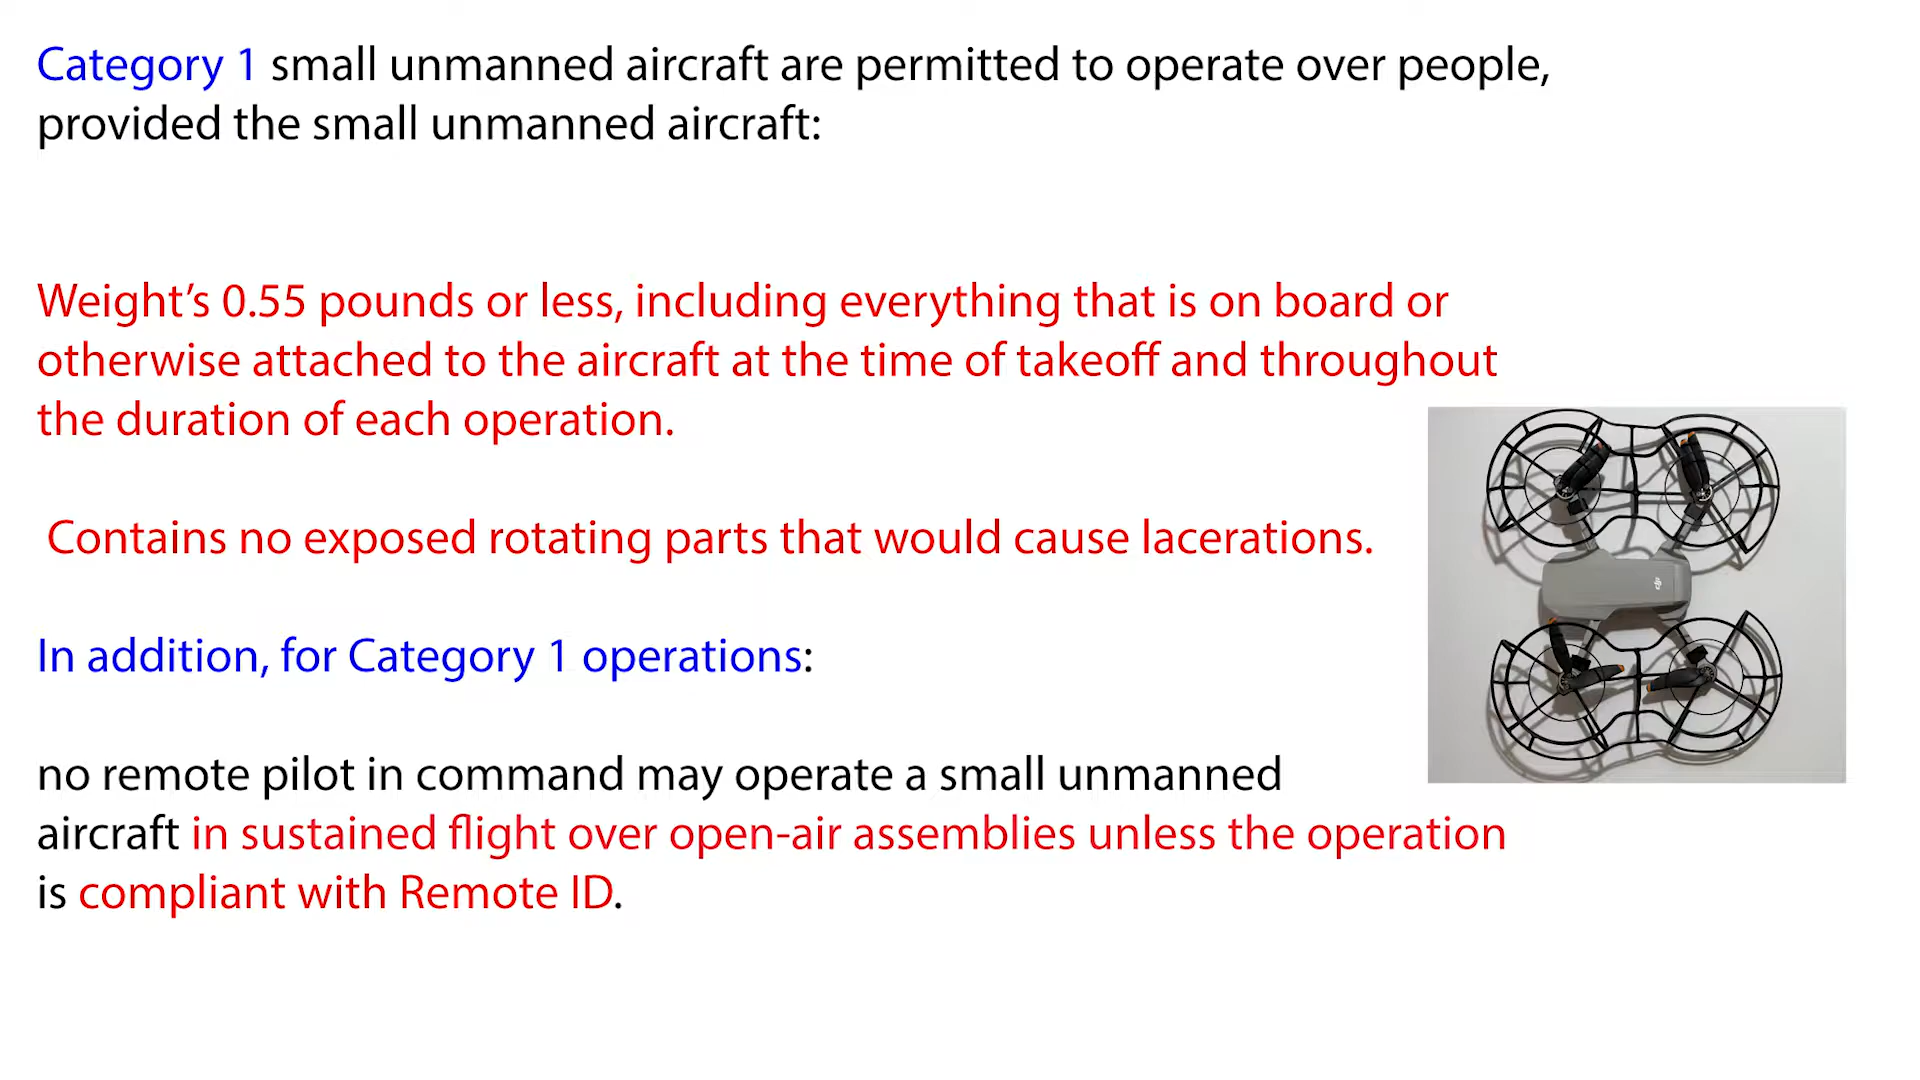 Category 1 small unmanned aircraft are permitted to operate over people,
provided the small unmanned aircraft:
Weight’s 0.55 pounds or less, including everything that is on board or
otherwise attached to the aircraft at the time of takeoff and throughout
the duration of each operation.
Contains no exposed rotating parts that would cause lacerations.
In addition, for Category 1 operations:
no remote pilot in command may operate a small unmanned
aircraft in sustained flight over open-air assemblies unless the operation
is compliant with Remote ID.
dji